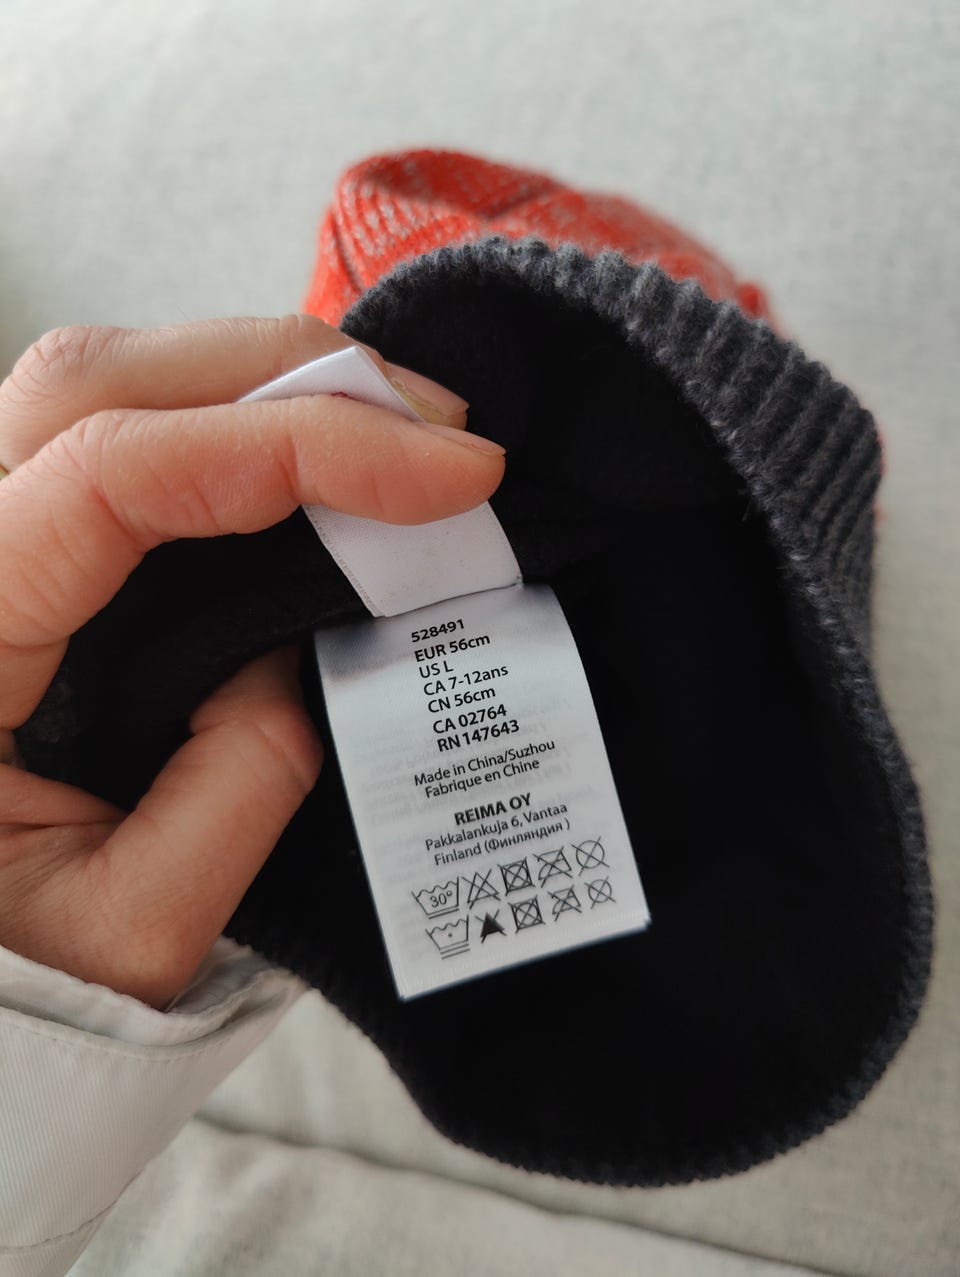 528491
EUR 56cm
US L
CA 7-12ans
CN 56cm
CA 02764
RN 147643
Made in China/Suzhou
Fabrique en Chine
REIMA OY
Pakkalankuja 6, Vantaa
Finland (Финляндия )
30°